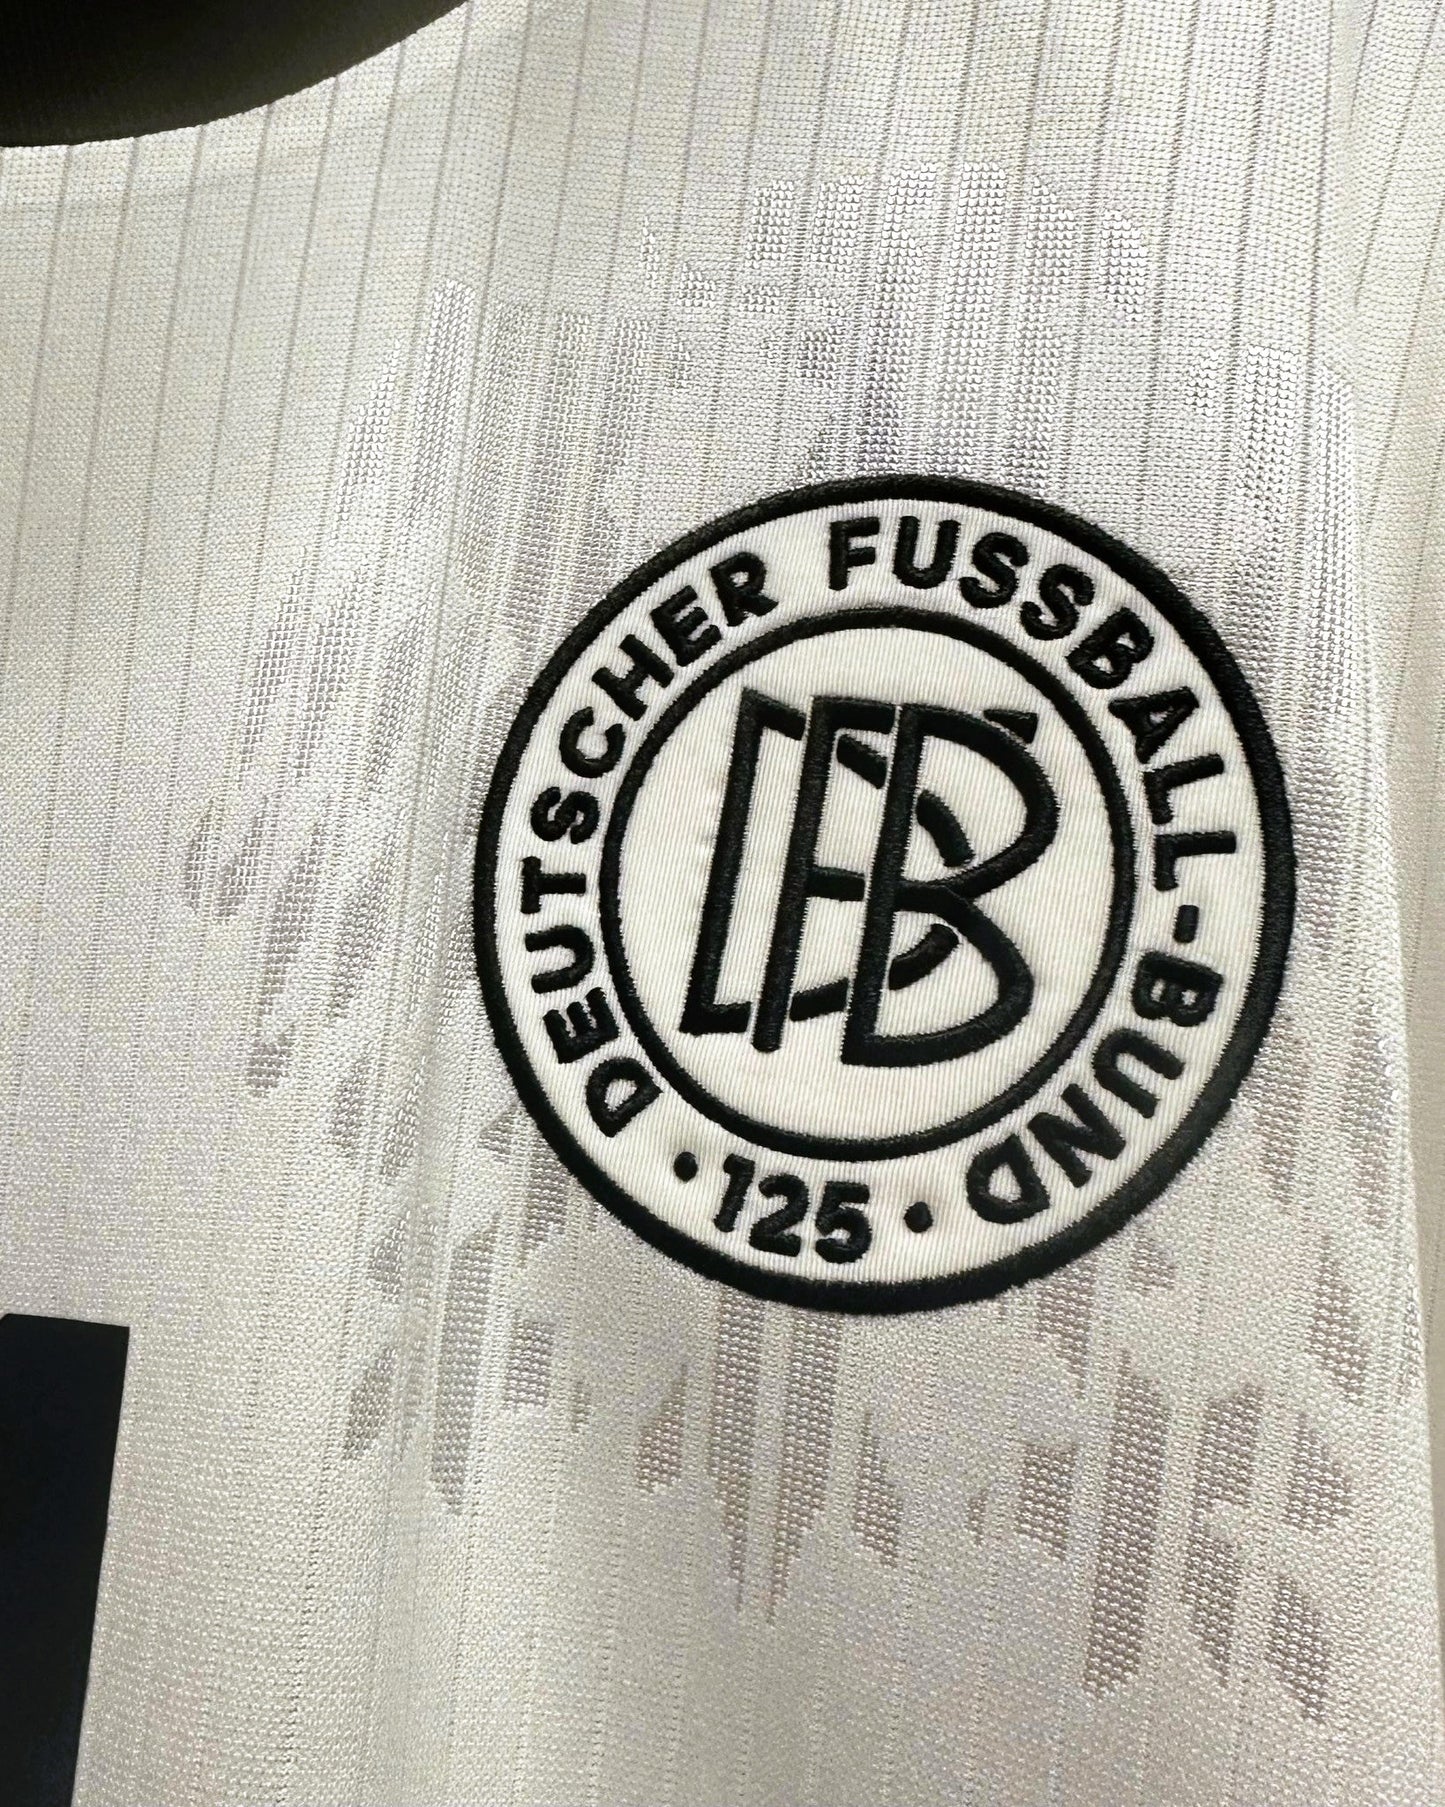 DEUTSCHER FUSSBALL-BUND
· 125 ·
DFB